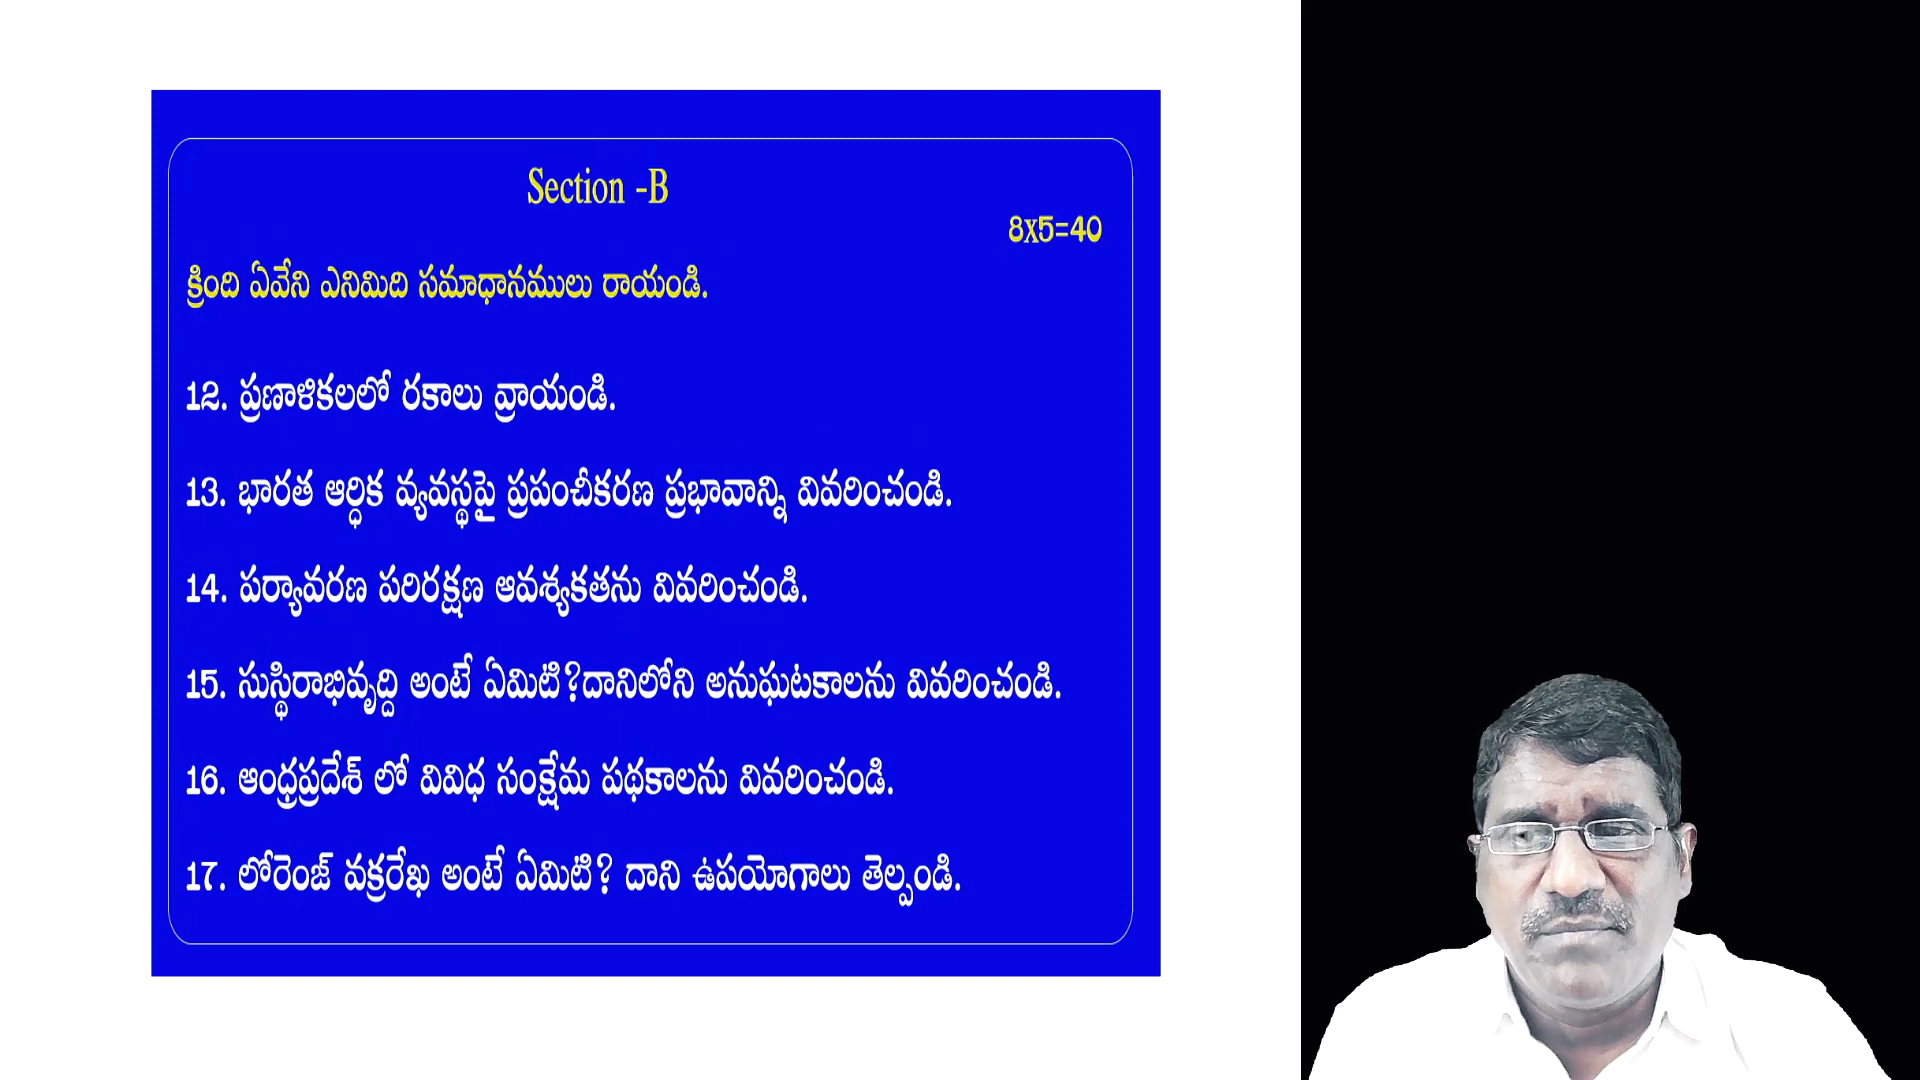 Section -B
8x5=40
క్రింది ఏవేని ఎనిమిది సమాధానములు రాయండి.
12. ప్రణాళికలలో రకాలు వ్రాయండి.
13. భారత ఆర్ధిక వ్యవస్థపై ప్రపంచీకరణ ప్రభావాన్ని వివరించండి.
14. పర్యావరణ పరిరక్షణ ఆవశ్యకతను వివరించండి.
15. సుస్థిరాభివృద్ది అంటే ఏమిటి?దానిలోని అనుఘటకాలను వివరించండి.
16. ఆంధ్రప్రదేశ్ లో వివిధ సంక్షేమ పథకాలను వివరించండి.
17. లోరెంజ్ వక్రరేఖ అంటే ఏమిటి? దాని ఉపయోగాలు తెల్పండి.